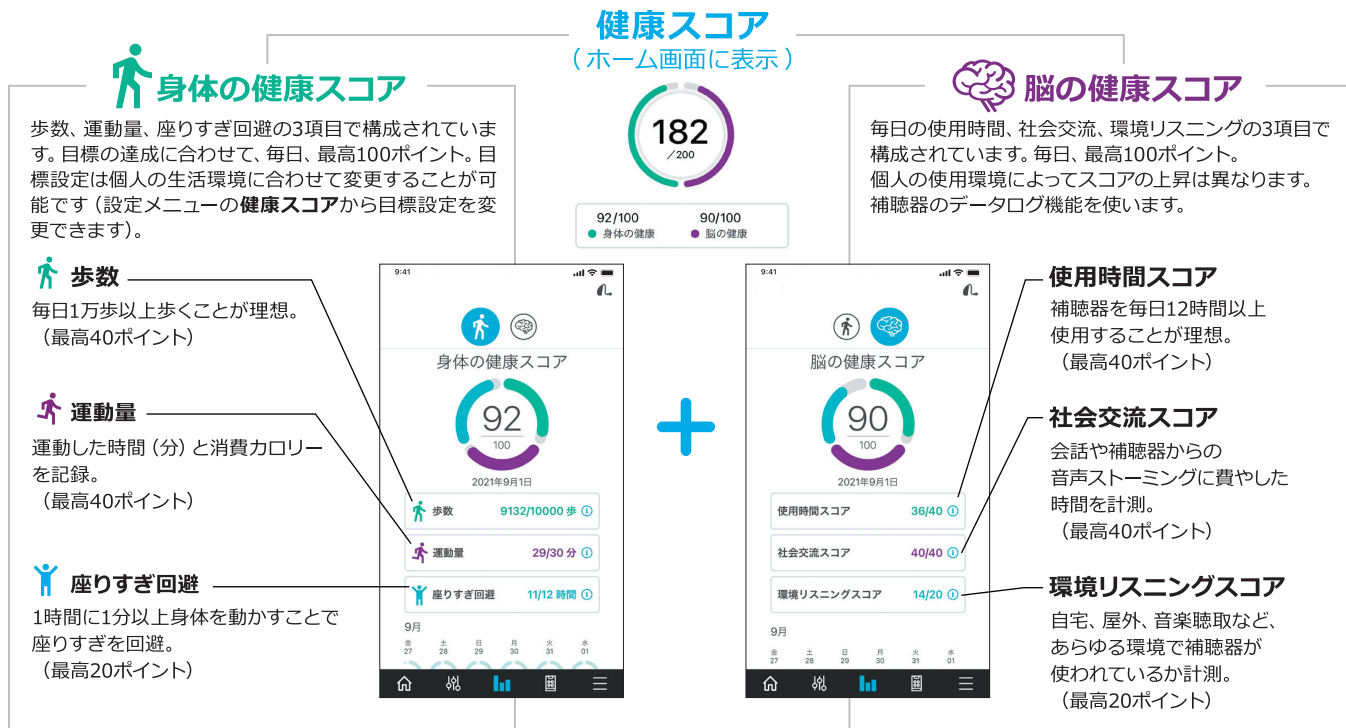 健康スコア
（ホーム画面に表示）
182
/200
92/100
身体の健康
90/100
脳の健康
身体の健康スコア
歩数、運動量、座りすぎ回避の3項目で構成されていま
す。目標の達成に合わせて、毎日、最高100ポイント。目
標設定は個人の生活環境に合わせて変更することが可
能です（設定メニューの健康スコアから目標設定を変
更できます）。
歩数
毎日1万歩以上歩くことが理想。
（最高40ポイント）
運動量
運動した時間（分）と消費カロリー
を記録。
（最高40ポイント）
座りすぎ回避
1時間に1分以上身体を動かすことで
座りすぎを回避。
（最高20ポイント）
9:41
身体の健康スコア
92
100
2021年9月1日
歩数 9132/10000 歩
運動量 29/30 分
座りすぎ回避 11/12 時間
9月
金 土 日 月 火 水
27 28 29 30 31 01
脳の健康スコア
毎日の使用時間、社会交流、環境リスニングの3項目で
構成されています。毎日、最高100ポイント。
個人の使用環境によってスコアの上昇は異なります。
補聴器のデータログ機能を使います。
9:41
脳の健康スコア
90
100
2021年9月1日
使用時間スコア 36/40
社会交流スコア 40/40
環境リスニングスコア 14/20
9月
金 土 日 月 火 水
27 28 29 30 31 01
使用時間スコア
補聴器を毎日12時間以上
使用することが理想。
（最高40ポイント）
社会交流スコア
会話や補聴器からの
音声ストーミングに費やした
時間を計測。
（最高40ポイント）
環境リスニングスコア
自宅、屋外、音楽聴取など、
あらゆる環境で補聴器が
使われているか計測。
（最高20ポイント）